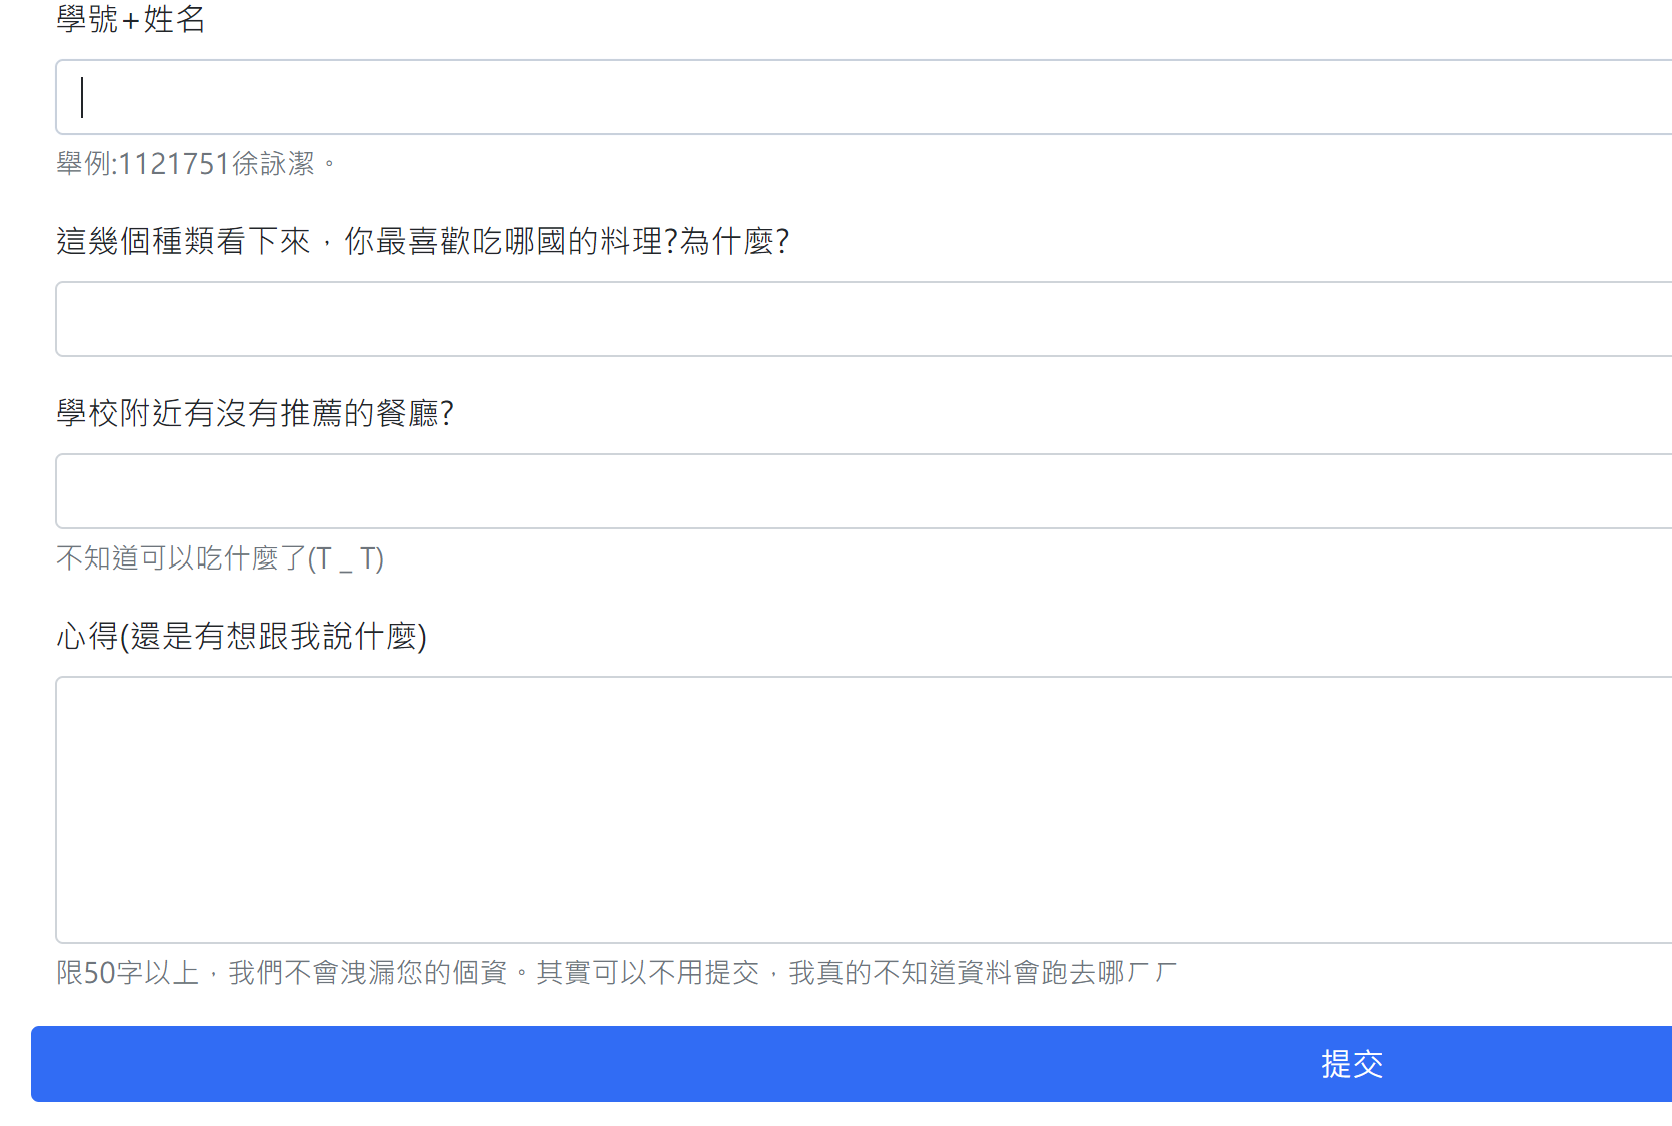 學號+姓名
舉例:1121751徐詠潔。
這幾個種類看下來，你最喜歡吃哪國的料理?為什麼?
學校附近有沒有推薦的餐廳?
不知道可以吃什麼了(T _ T)
心得(還是有想跟我說什麼)
限50字以上，我們不會洩漏您的個資。其實可以不用提交，我真的不知道資料會跑去哪ㄏㄏ
提交